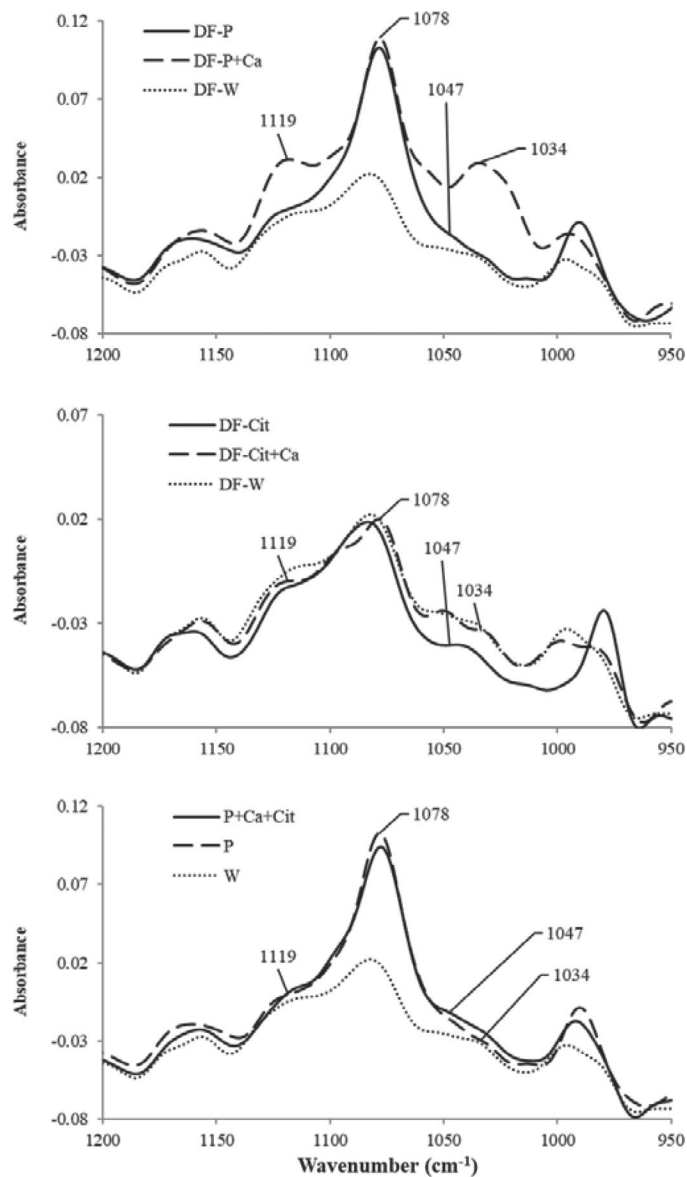 0.12
DF-P
DF-P+Ca
DF-W
1078
1047
1119
1034
0.07
0.02
-0.03
-0.08
Absorbance
1200 1150 1100 1050 1000 950
0.07
DF-Cit
DF-Cit+Ca
DF-W
1078
1119
1047
1034
0.02
-0.03
-0.08
Absorbance
1200 1150 1100 1050 1000 950
0.12
P+Ca+Cit
P
W
1078
1047
1119
1034
0.07
0.02
-0.03
-0.08
Absorbance
1200 1150 1100 1050 1000 950
Wavenumber (cm⁻¹)